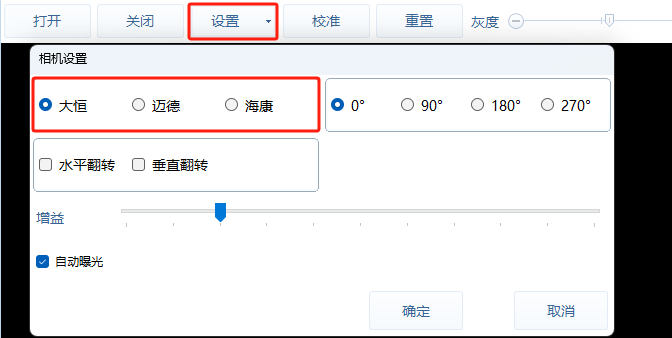 打开 关闭 设置 校准 重置 灰度
相机设置
大恒 迈德 海康 0° 90° 180° 270°
水平翻转 垂直翻转
增益
自动曝光
确定 取消